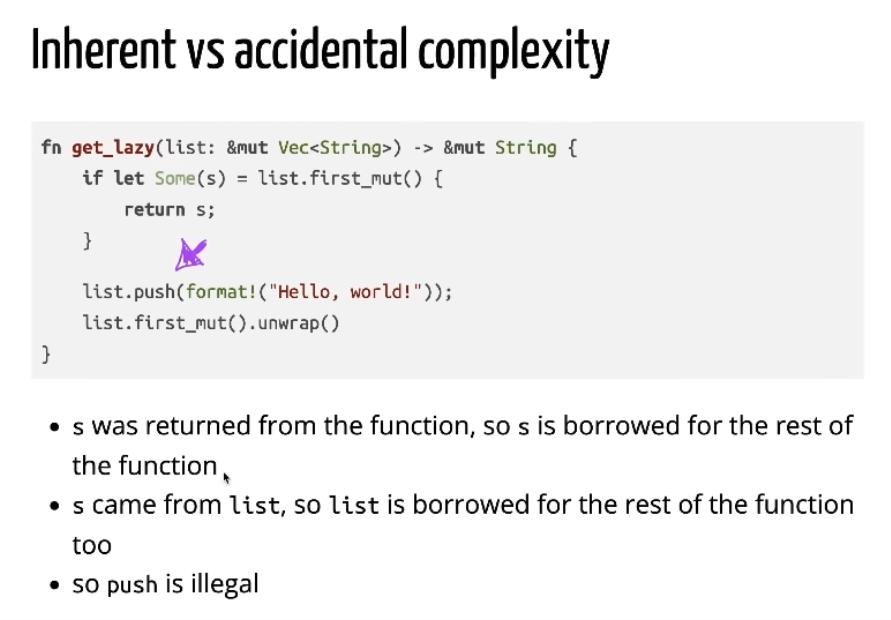 Inherent vs accidental complexity
fn get_lazy(list: &mut Vec<String>) -> &mut String {
    if let Some(s) = list.first_mut() {
        return s;
    }
    list.push(format!("Hello, world!"));
    list.first_mut().unwrap()
}
• s was returned from the function, so s is borrowed for the rest of
the function
• s came from list, so list is borrowed for the rest of the function
too
• so push is illegal